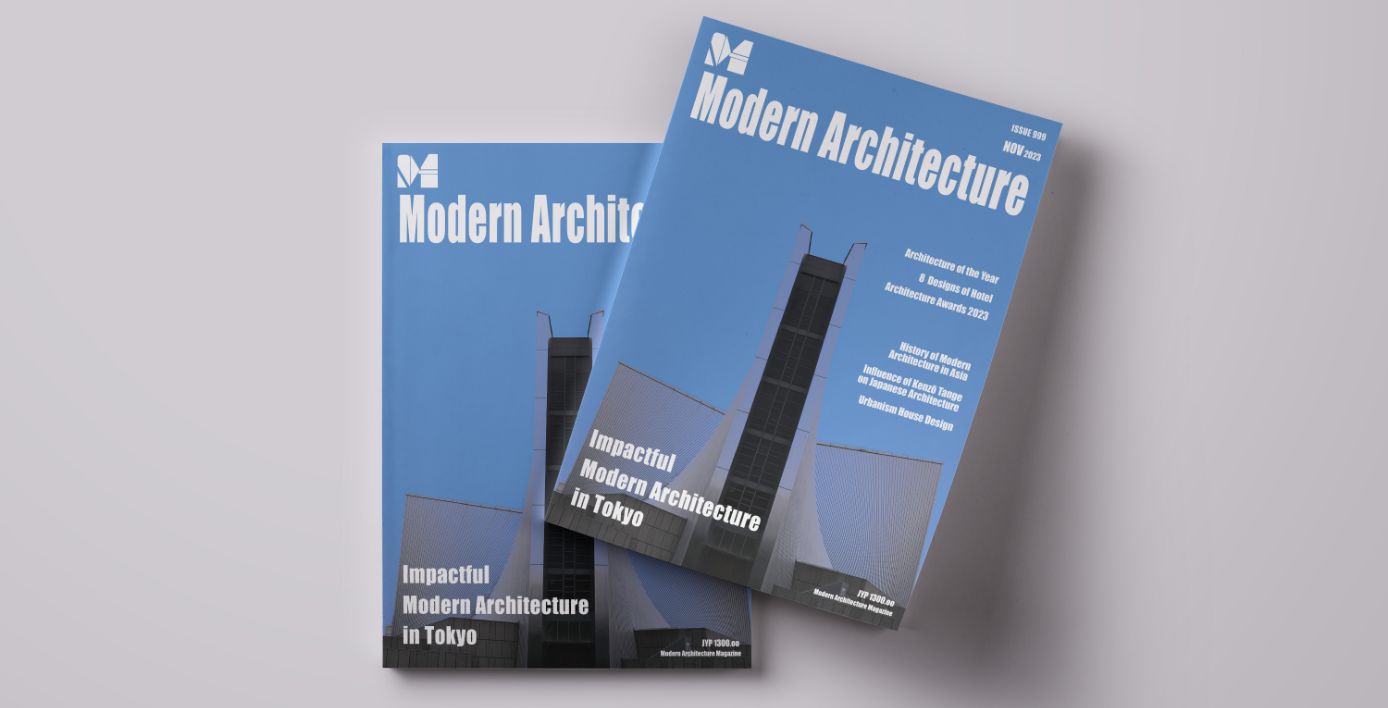 Modern Archite
Impactful
Modern Architecture
in Tokyo
JYP 1300.oo
Modern Architecture Magazine
Modern Architecture
ISSUE 999
NOV 2023
Architecture of the Year
8 Designs of Hotel
Architecture Awards 2023
History of Modern
Architecture in Asia
Influence of Kenzō Tange
on Japanese Architecture
Urbanism House Design
Impactful
Modern Architecture
in Tokyo
JYP 1300.oo
Modern Architecture Magazine